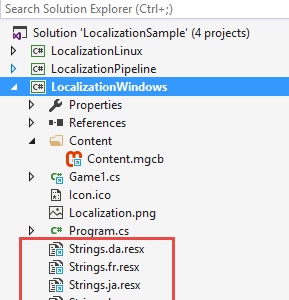 Search Solution Explorer (Ctrl+;)
Solution 'LocalizationSample' (4 projects)
C# LocalizationLinux
C# LocalizationPipeline
C# LocalizationWindows
Properties
References
Content
Content.mgcb
C# Game1.cs
Icon.ico
Localization.png
C# Program.cs
Strings.da.resx
Strings.fr.resx
Strings.ja.resx